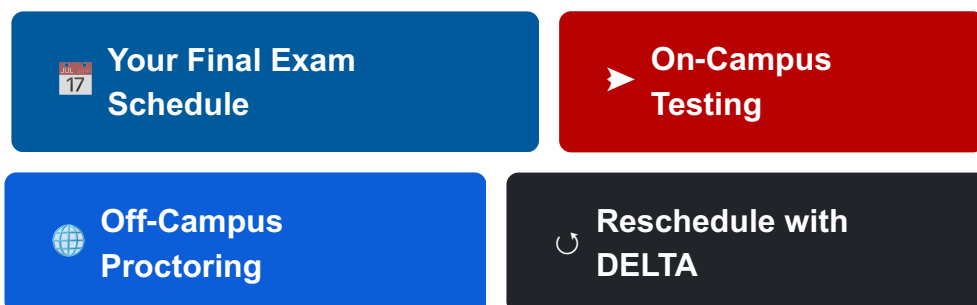 Your Final Exam
Schedule
On-Campus
Testing
Off-Campus
Proctoring
Reschedule with
DELTA
JUL
17